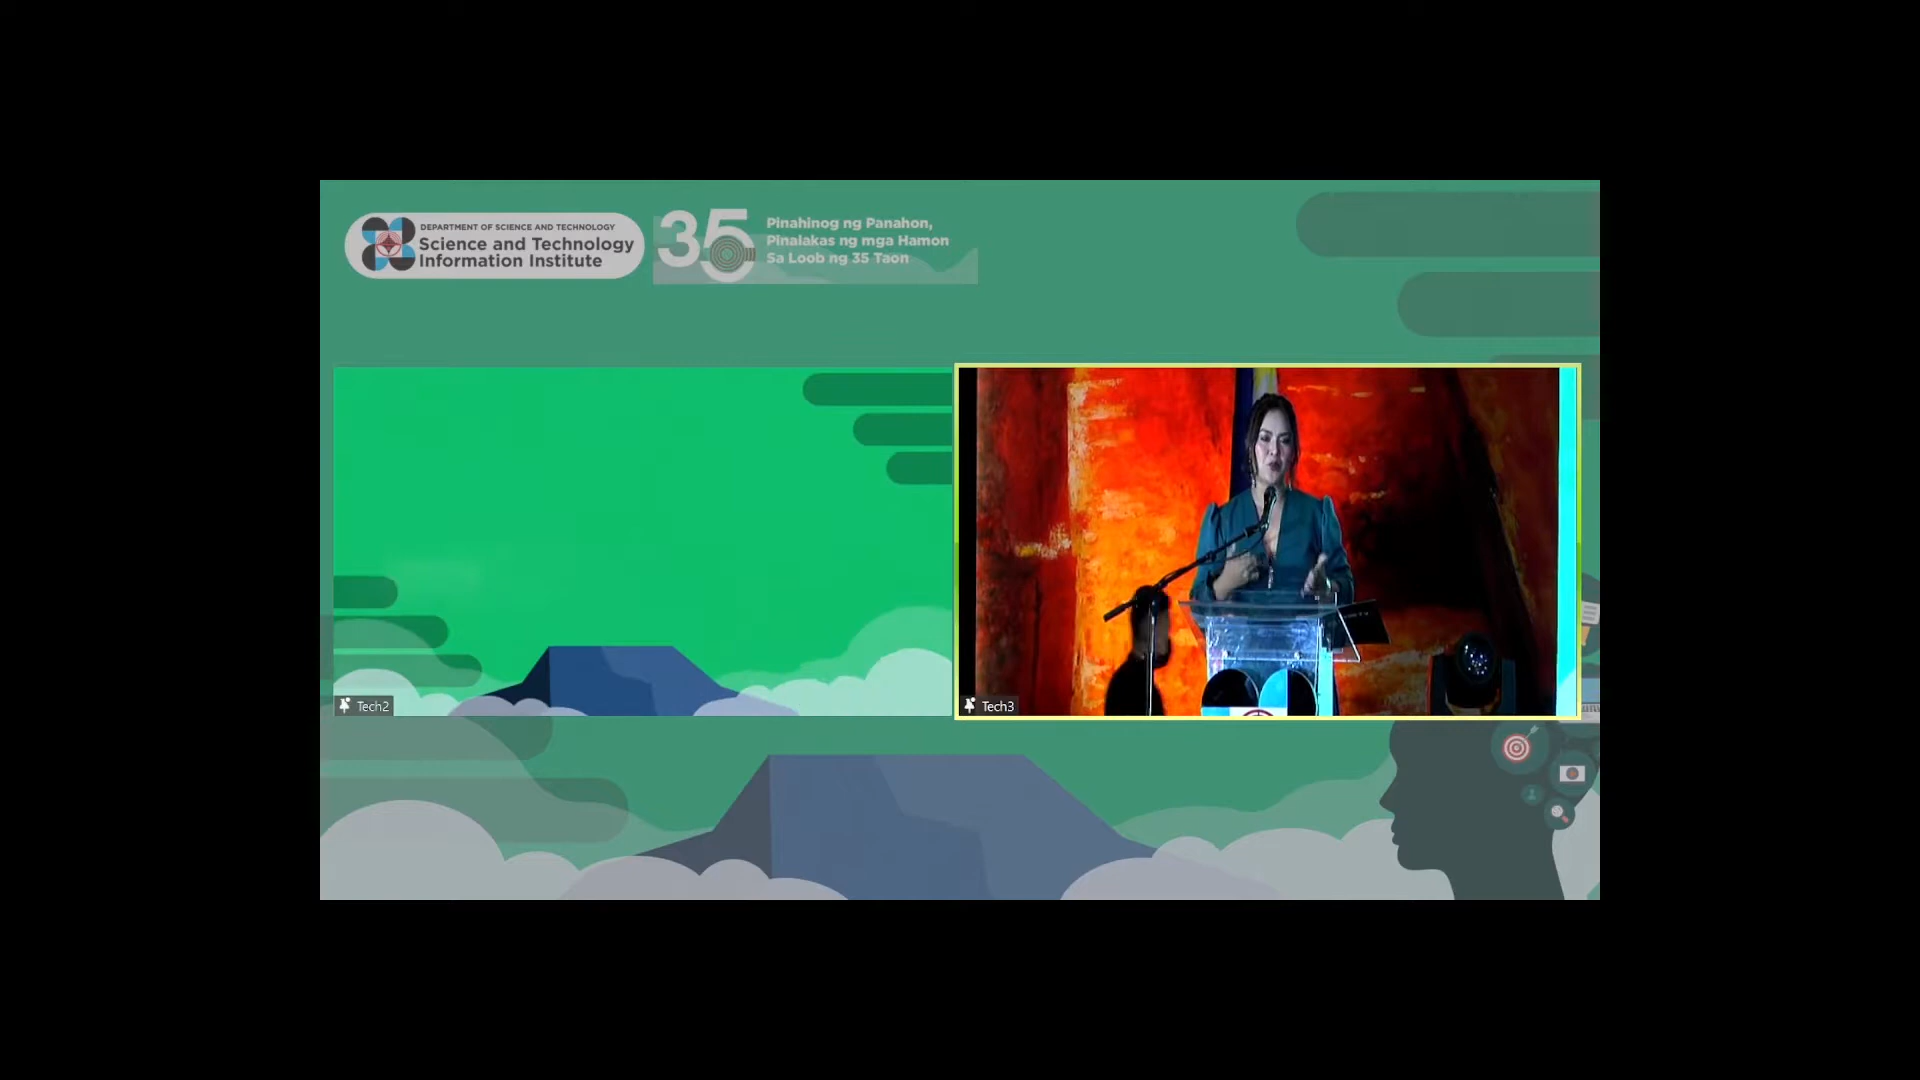 DEPARTMENT OF SCIENCE AND TECHNOLOGY
Science and Technology
Information Institute
35
Pinahinog ng Panahon,
Pinalakas ng mga Hamon
Sa Loob ng 35 Taon
Tech2
Tech3